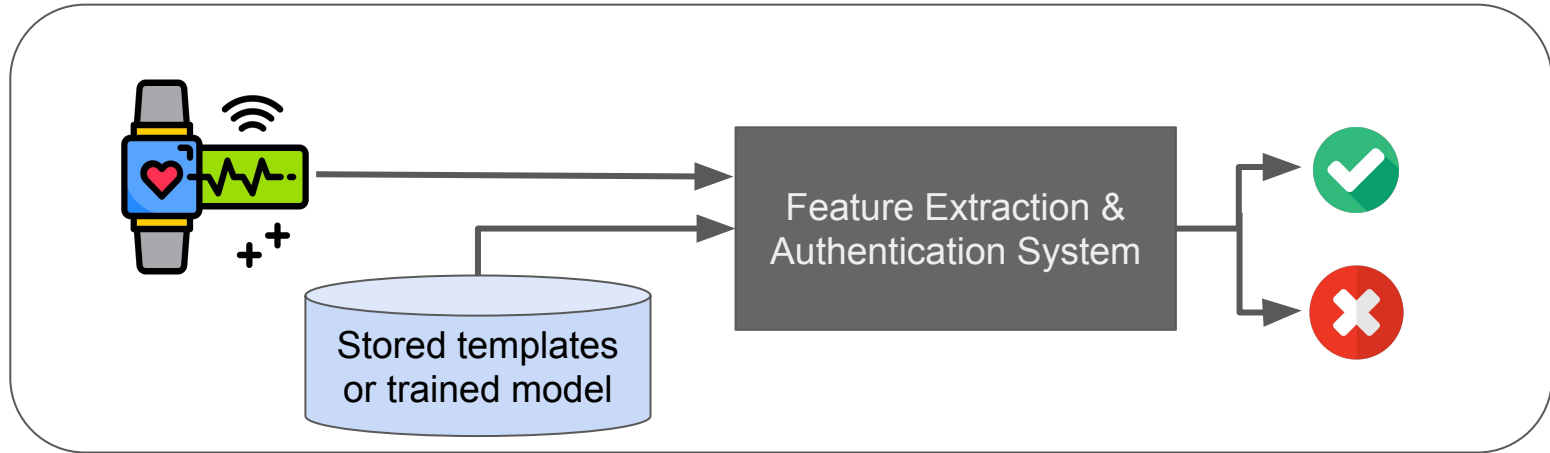 Feature Extraction &
Authentication System
Stored templates
or trained model